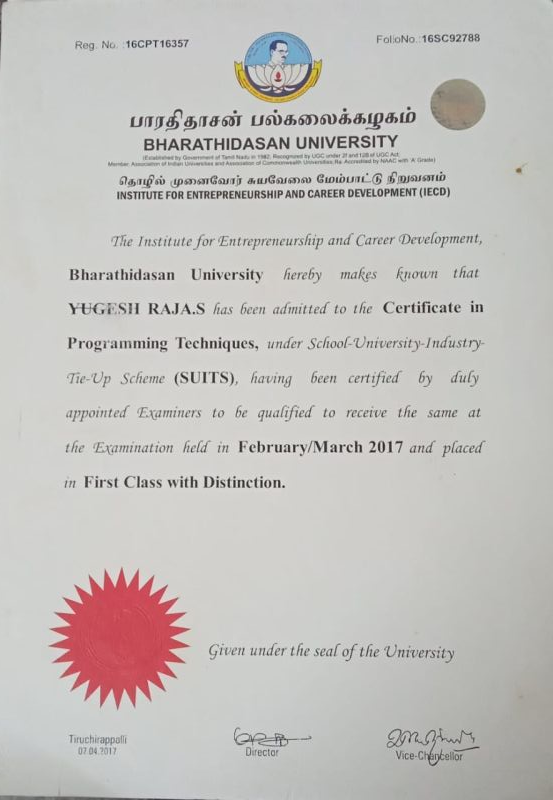 Reg. No. :16CPT16357
FolioNo.:16SC92788
பாரதிதாசன் பல்கலைக்கழகம்
BHARATHIDASAN UNIVERSITY
(Established by Government of Tamil Nadu in 1982, Recognized by UGC under 2f and 12B of UGC Act;
Member: Association of Indian Universities and Association of Commonwealth Universities; Re. Accredited by NAAC with 'A' Grade)
தொழில் முனைவோர் சுயவேலை மேம்பாட்டு நிறுவனம்
INSTITUTE FOR ENTREPRENEURSHIP AND CAREER DEVELOPMENT (IECD)
The Institute for Entrepreneurship and Career Development,
Bharathidasan University hereby makes known that
YUGESH RAJA.S has been admitted to the Certificate in
Programming Techniques, under School-University-Industry-
Tie-Up Scheme (SUITS), having been certified by duly
appointed Examiners to be qualified to receive the same at
the Examination held in February/March 2017 and placed
in First Class with Distinction.
Given under the seal of the University
Tiruchirappalli
07.04.2017
Director
Vice-Chancellor